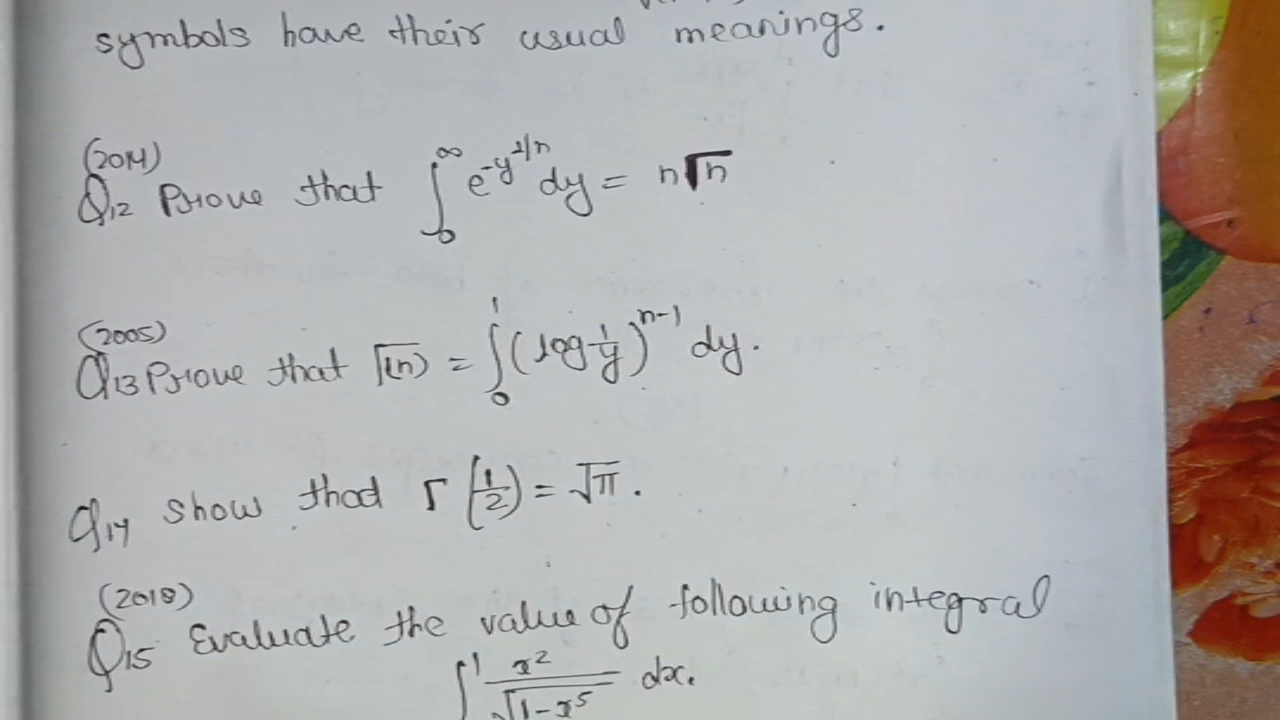 symbols have their usual meanings.
(2014)
Q12 Prove that ∫₀^∞ e^{-y^{1/n}} dy = n√n
(2005)
Q13 Prove that Γ(n) = ∫₀^1 (log 1/y)^{n-1} dy.
Q14 show that Γ(1/2) = √π.
(2018)
Q15 Evaluate the value of following integral
∫^1 x²/√(1-x⁵) dx.